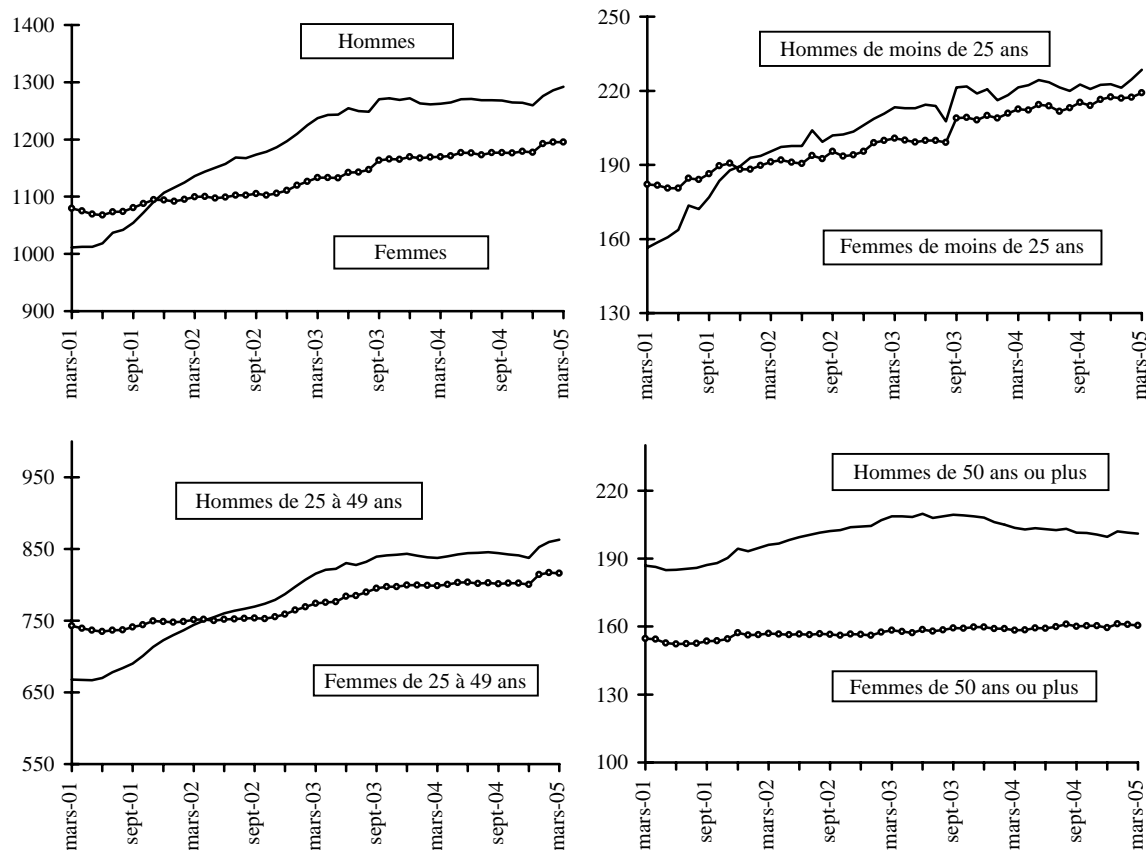 1400
1300
1200
1100
1000
900
Hommes
Femmes
mars-01
sept-01
mars-02
sept-02
mars-03
sept-03
mars-04
sept-04
mars-05
250
220
190
160
130
Hommes de moins de 25 ans
Femmes de moins de 25 ans
mars-01
sept-01
mars-02
sept-02
mars-03
sept-03
mars-04
sept-04
mars-05
950
850
750
650
550
Hommes de 25 à 49 ans
Femmes de 25 à 49 ans
mars-01
sept-01
mars-02
sept-02
mars-03
sept-03
mars-04
sept-04
mars-05
220
190
160
130
100
Hommes de 50 ans ou plus
Femmes de 50 ans ou plus
mars-01
sept-01
mars-02
sept-02
mars-03
sept-03
mars-04
sept-04
mars-05